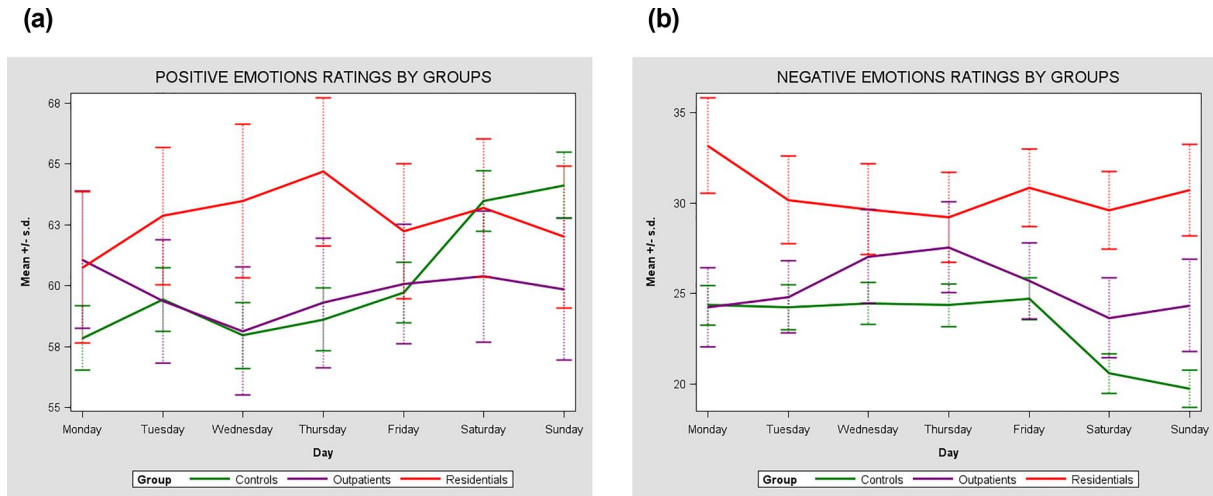 (a)
POSITIVE EMOTIONS RATINGS BY GROUPS
Mean +/- s.d.
68
65
63
60
58
55
Monday Tuesday Wednesday Thursday Friday Saturday Sunday
Day
Group Controls Outpatients Residentials
(b)
NEGATIVE EMOTIONS RATINGS BY GROUPS
Mean +/- s.d.
35
30
25
20
Monday Tuesday Wednesday Thursday Friday Saturday Sunday
Day
Group Controls Outpatients Residentials